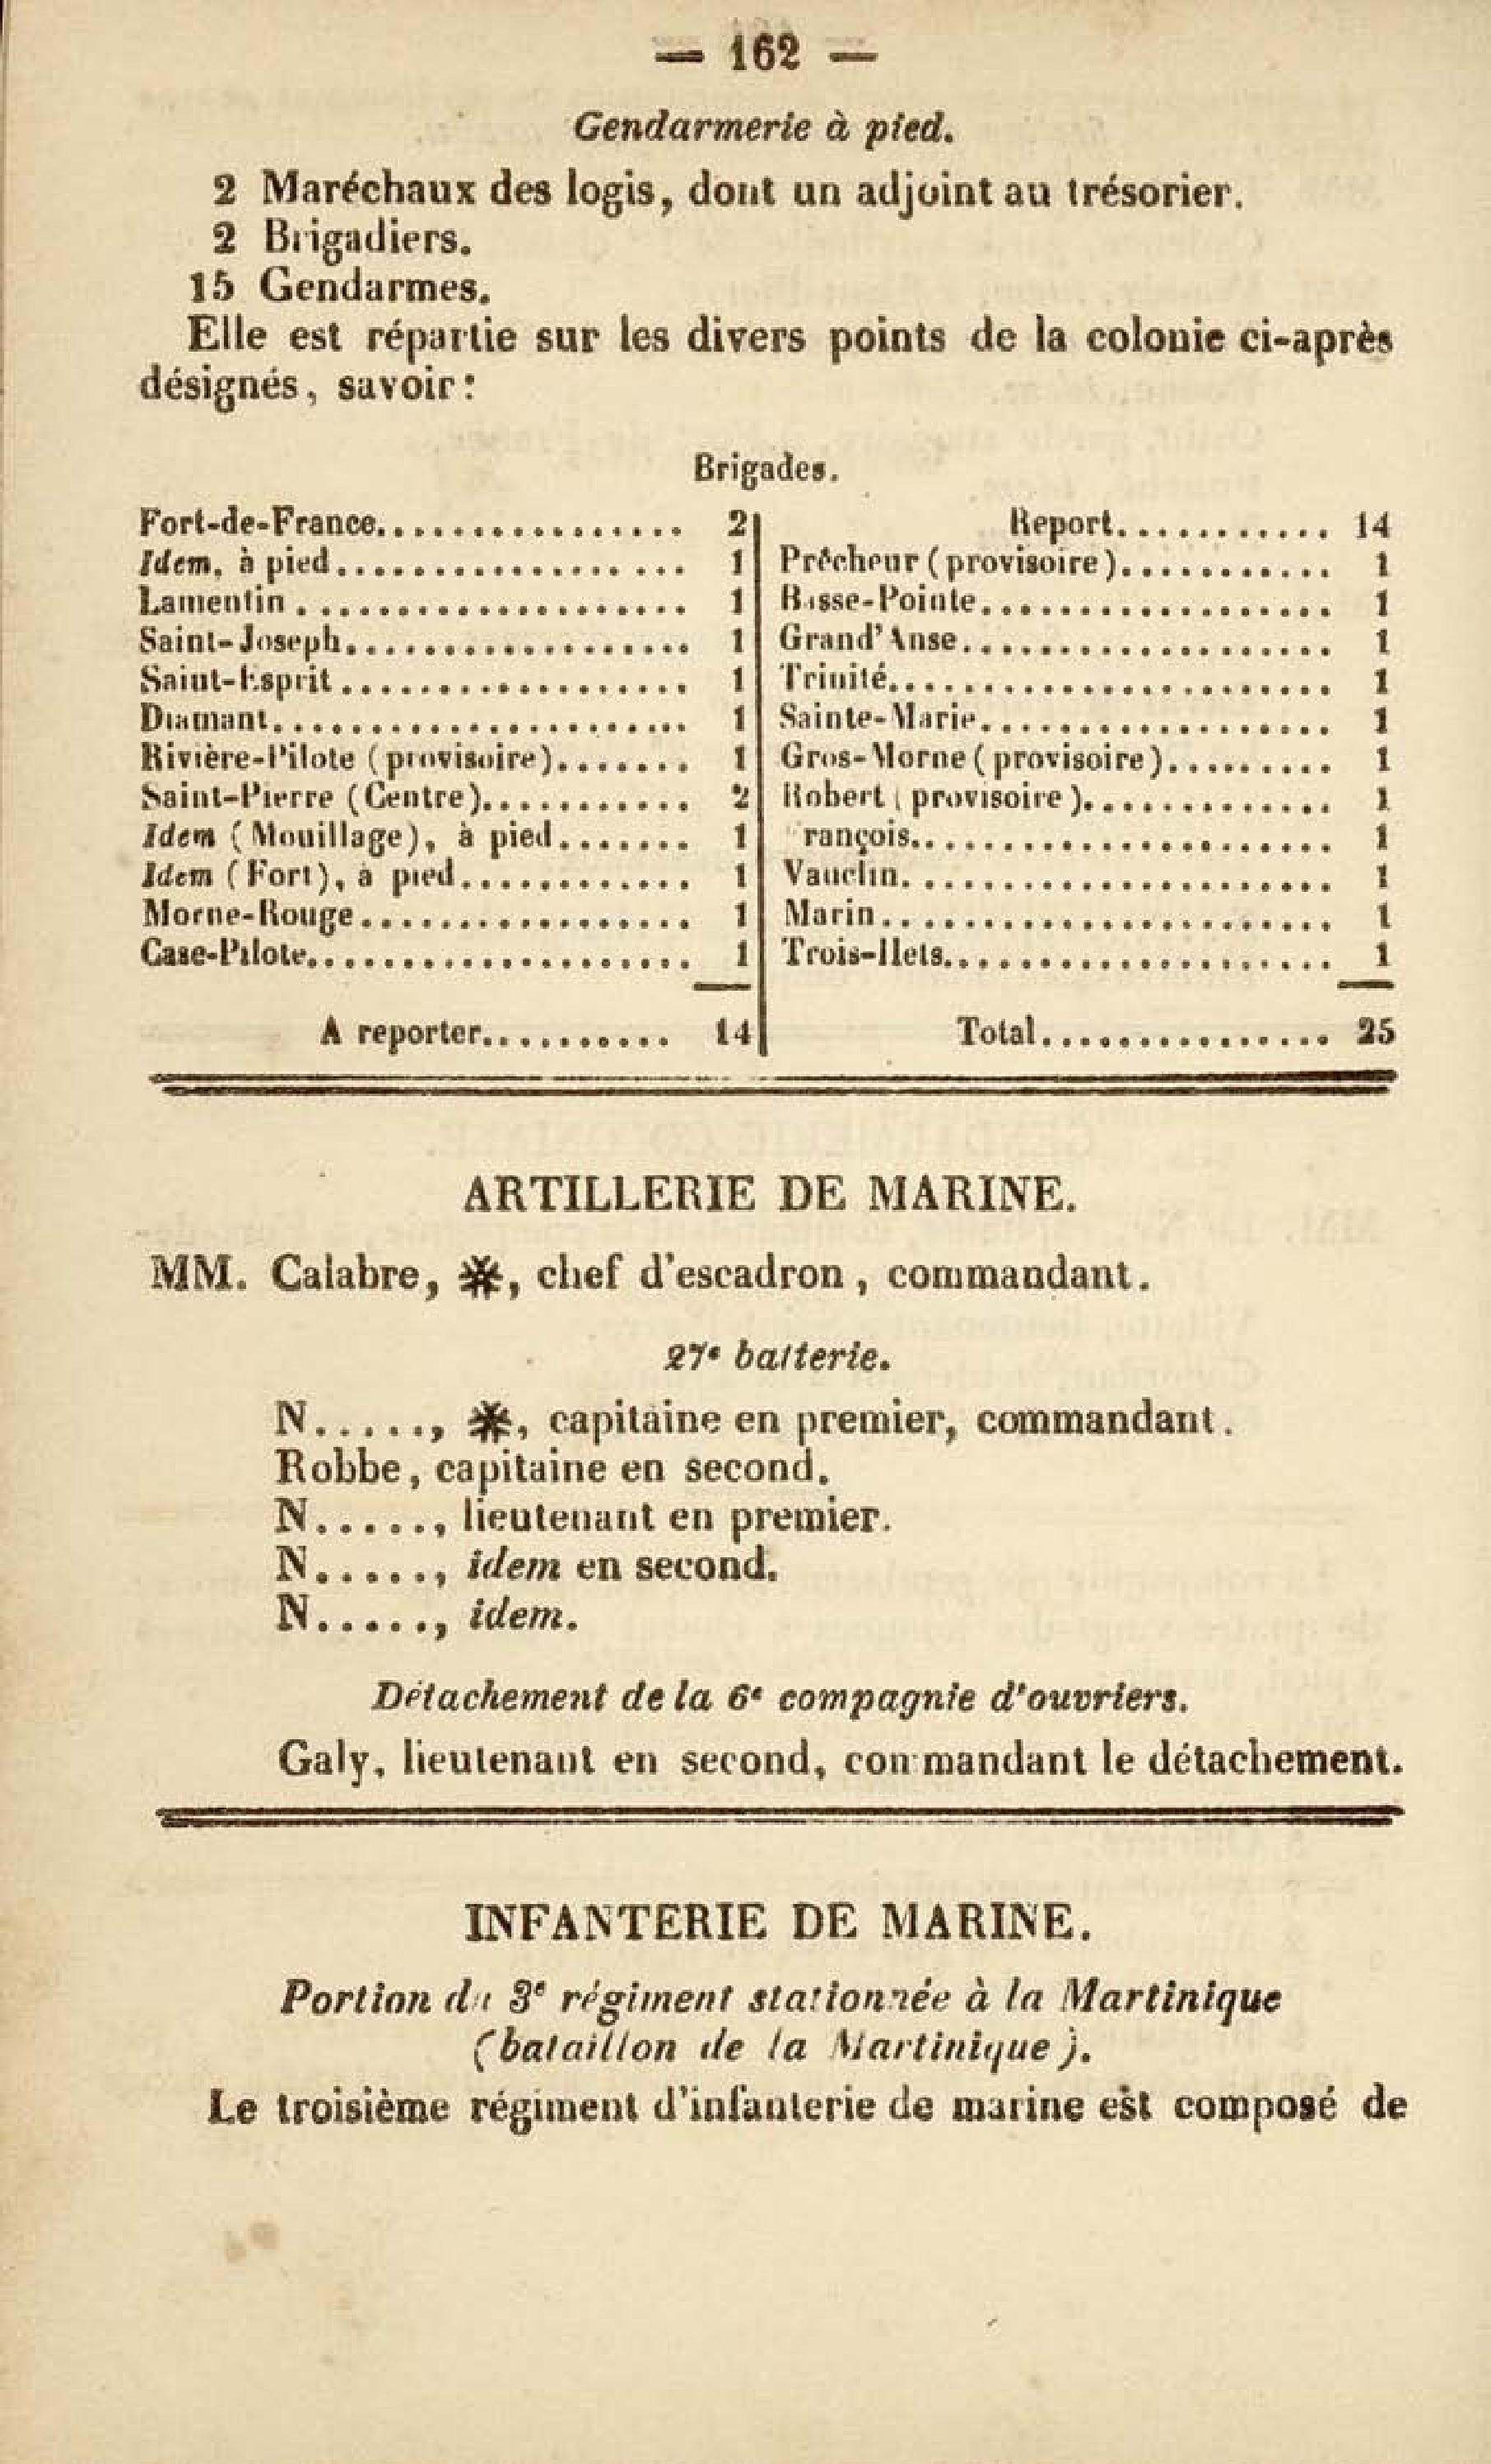 — 162 —
Gendarmerie à pied.
2 Maréchaux des logis, dont un adjoint au trésorier.
2 Brigadiers.
15 Gendarmes.
Elle est répartie sur les divers points de la colonie ci-après
désignés, savoir :
Brigades.
Fort-de-France................ 2
Idem, à pied.................. 1
Lamentin.................... 1
Saint-Joseph.................. 1
Saint-Esprit.................. 1
Diamant...................... 1
Rivière-Pilote (provisoire)....... 1
Saint-Pierre (Centre)........... 2
Idem (Mouillage), à pied....... 1
Idem (Fort), à pied............ 1
Morne-Rouge................. 1
Case-Pilote.................... 1
A reporter.......... 14
Report........... 14
Prêcheur (provisoire)........... 1
Basse-Pointe.................. 1
Grand'Anse................... 1
Trinité....................... 1
Sainte-Marie.................. 1
Gros-Morne (provisoire)......... 1
Robert (provisoire)............. 1
rançois...................... 1
Vauclin...................... 1
Marin....................... 1
Trois-Ilets.................... 1
Total............... 25
ARTILLERIE DE MARINE.
MM. Calabre, ✻, chef d'escadron, commandant.
27e batterie.
N....., ✻, capitaine en premier, commandant.
Robbe, capitaine en second.
N....., lieutenant en premier.
N....., idem en second.
N....., idem.
Détachement de la 6e compagnie d'ouvriers.
Galy, lieutenant en second, commandant le détachement.
INFANTERIE DE MARINE.
Portion du 3e régiment stationnée à la Martinique
(bataillon de la Martinique).
Le troisième régiment d'infanterie de marine est composé de